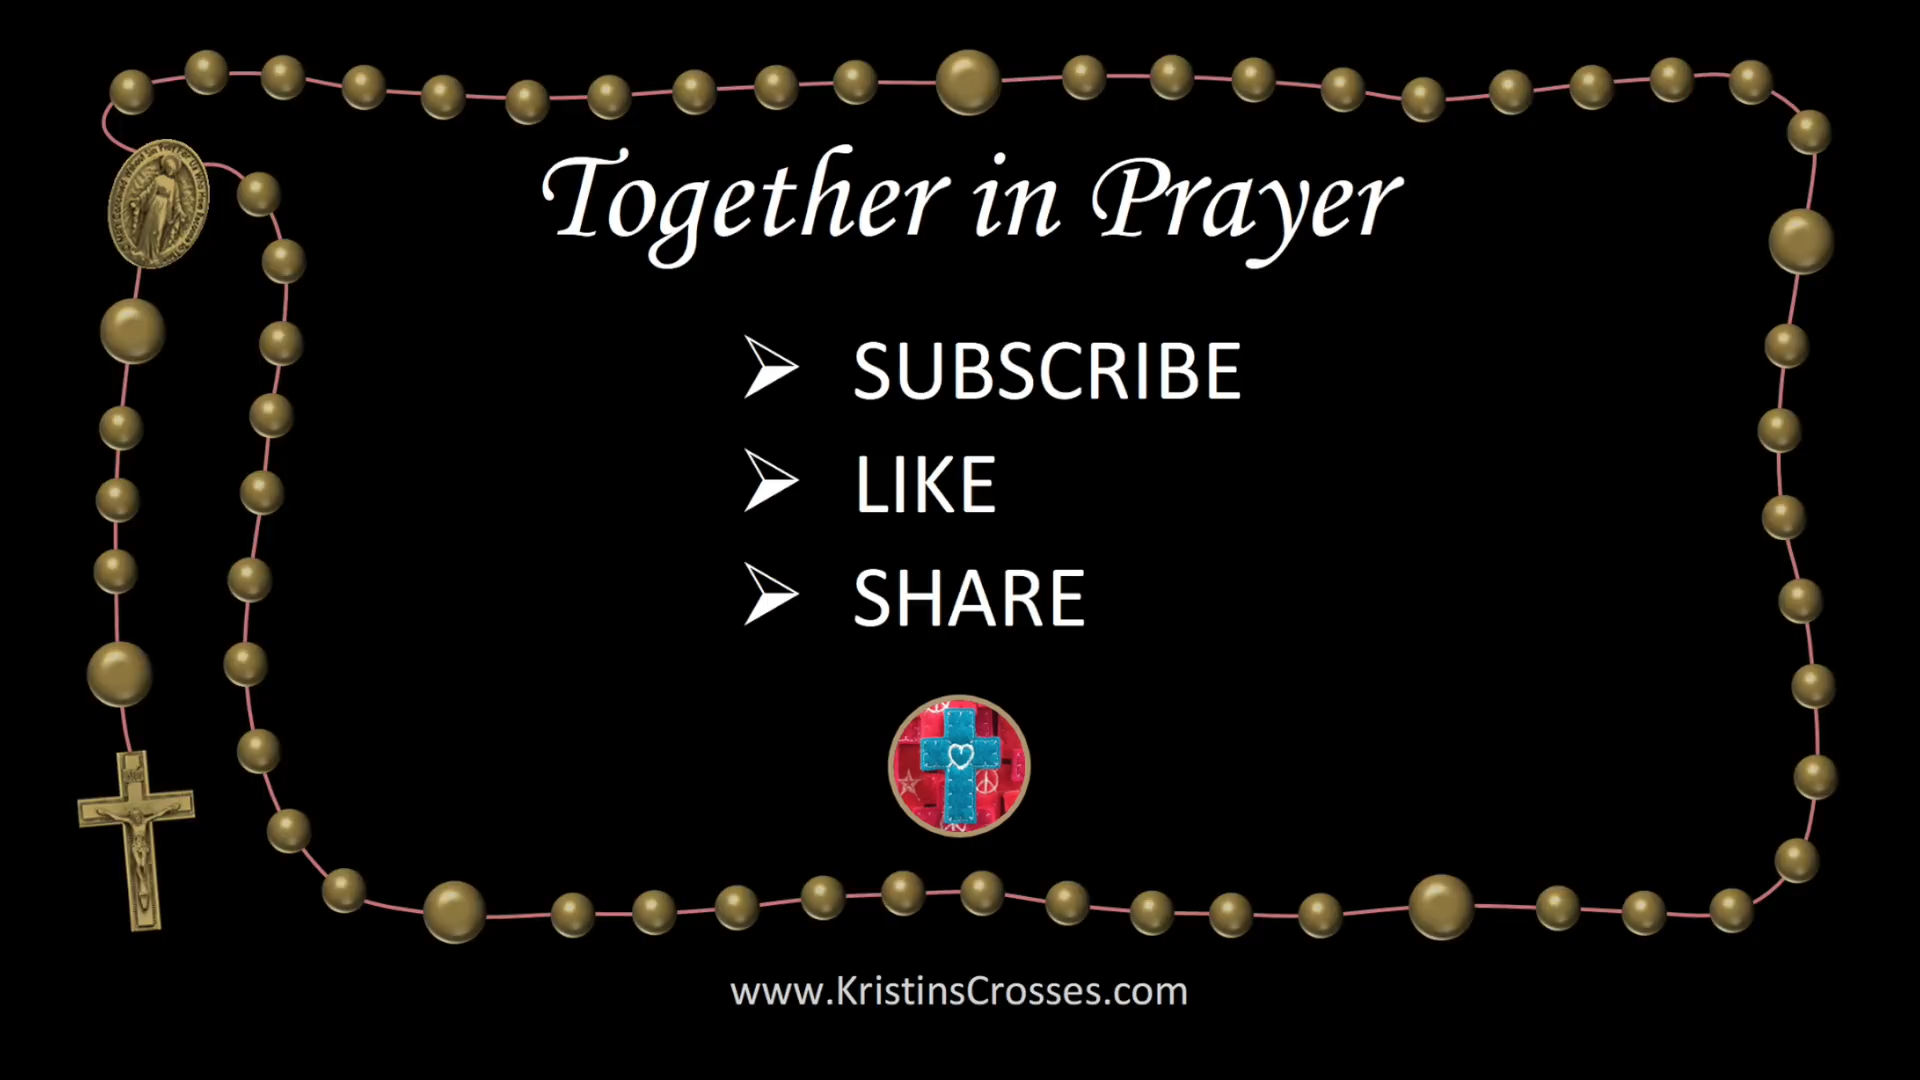 Together in Prayer
SUBSCRIBE
LIKE
SHARE
www.KristinsCrosses.com